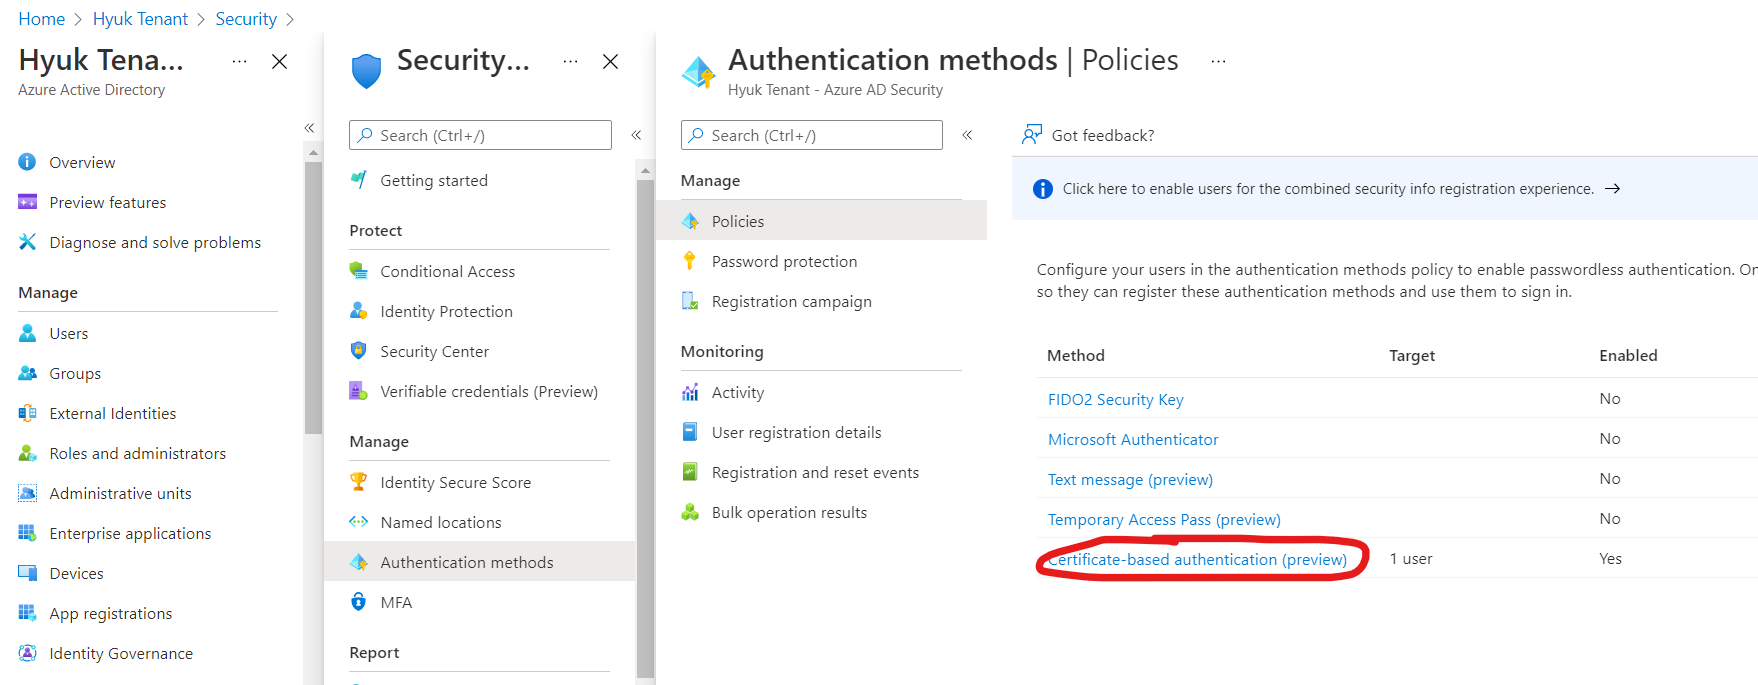 Home > Hyuk Tenant > Security >
Hyuk Tena... ...
Azure Active Directory
«
Overview
Preview features
Diagnose and solve problems
Manage
Users
Groups
External Identities
Roles and administrators
Administrative units
Enterprise applications
Devices
App registrations
Identity Governance
Security... ...
Search (Ctrl+/) «
Getting started
Protect
Conditional Access
Identity Protection
Security Center
Verifiable credentials (Preview)
Manage
Identity Secure Score
Named locations
Authentication methods
MFA
Report
Authentication methods | Policies ...
Hyuk Tenant - Azure AD Security
Search (Ctrl+/) «
Manage
Policies
Password protection
Registration campaign
Monitoring
Activity
User registration details
Registration and reset events
Bulk operation results
Got feedback?
Click here to enable users for the combined security info registration experience. →
Configure your users in the authentication methods policy to enable passwordless authentication. On
so they can register these authentication methods and use them to sign in.
Method Target Enabled
FIDO2 Security Key No
Microsoft Authenticator No
Text message (preview) No
Temporary Access Pass (preview) No
Certificate-based authentication (preview) 1 user Yes